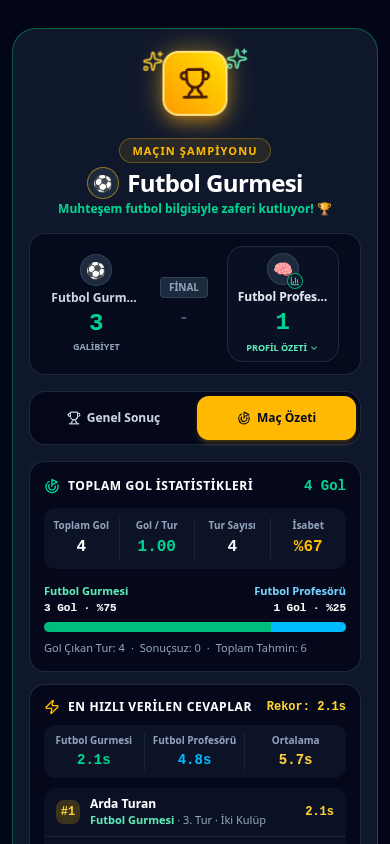 MAÇIN ŞAMPİYONU
Futbol Gurmesi
Muhteşem futbol bilgisiyle zaferi kutluyor! 🏆
Futbol Gurm...
3
GALİBİYET
FİNAL
-
Futbol Profes...
1
PROFİL ÖZETİ
Genel Sonuç
Maç Özeti
TOPLAM GOL İSTATİSTİKLERİ 4 Gol
Toplam Gol Gol / Tur Tur Sayısı İsabet
4 1.00 4 %67
Futbol Gurmesi Futbol Profesörü
3 Gol · %75 1 Gol · %25
Gol Çıkan Tur: 4 · Sonuçsuz: 0 · Toplam Tahmin: 6
EN HIZLI VERİLEN CEVAPLAR Rekor: 2.1s
Futbol Gurmesi Futbol Profesörü Ortalama
2.1s 4.8s 5.7s
#1 Arda Turan 2.1s
Futbol Gurmesi · 3. Tur · İki Kulüp